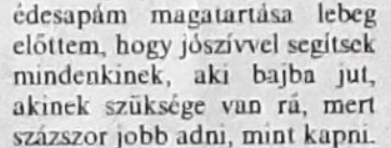 édesapám magatartása lebeg
előttem, hogy jószívvel segítsek
mindenkinek, aki bajba jut,
akinek szüksége van rá, mert
százszor jobb adni, mint kapni.